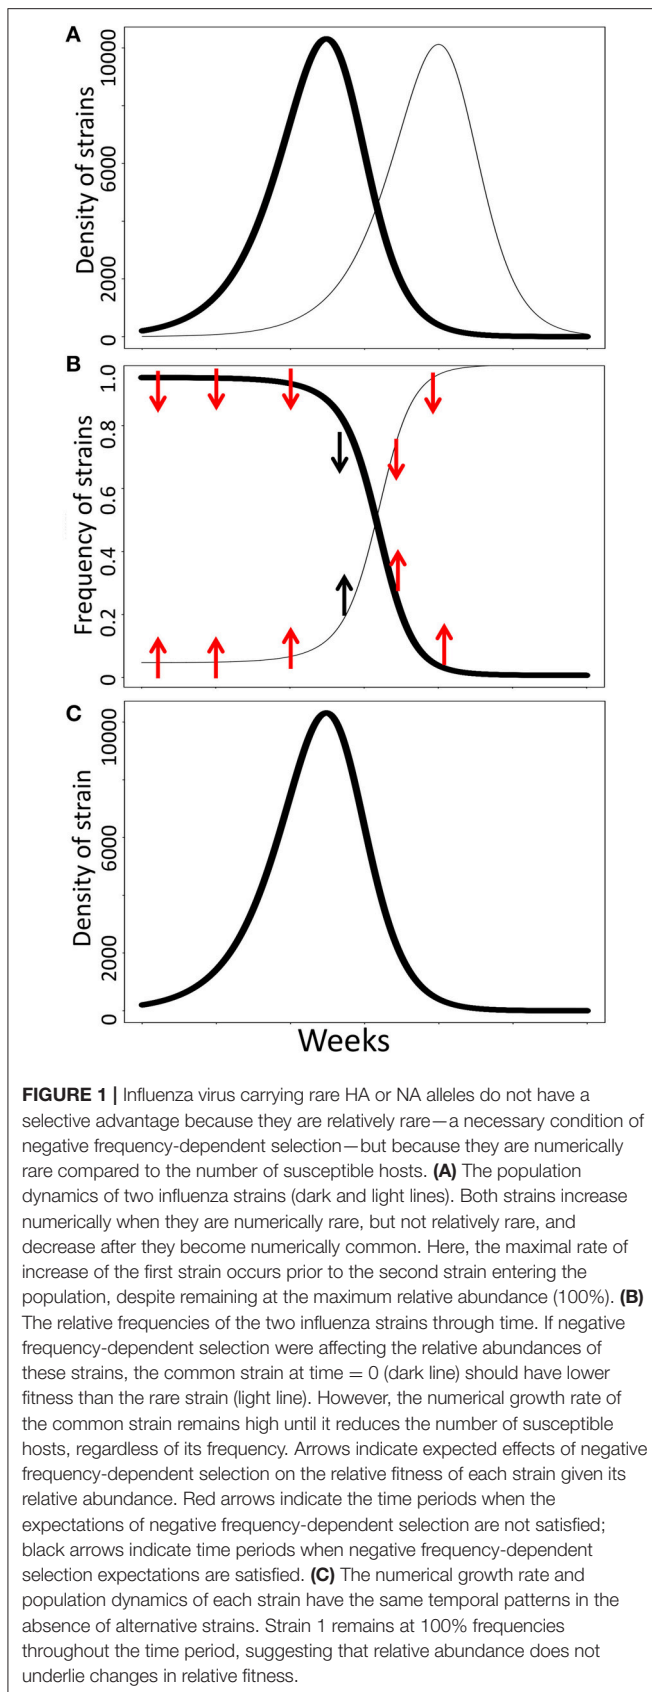 A
Density of strains
10000
6000
2000
0
B
Frequency of strains
1.0
0.8
0.6
0.4
0.2
0
C
Density of strain
10000
6000
2000
0
Weeks
FIGURE 1 | Influenza virus carrying rare HA or NA alleles do not have a
selective advantage because they are relatively rare—a necessary condition of
negative frequency-dependent selection—but because they are numerically
rare compared to the number of susceptible hosts. (A) The population
dynamics of two influenza strains (dark and light lines). Both strains increase
numerically when they are numerically rare, but not relatively rare, and
decrease after they become numerically common. Here, the maximal rate of
increase of the first strain occurs prior to the second strain entering the
population, despite remaining at the maximum relative abundance (100%). (B)
The relative frequencies of the two influenza strains through time. If negative
frequency-dependent selection were affecting the relative abundances of
these strains, the common strain at time = 0 (dark line) should have lower
fitness than the rare strain (light line). However, the numerical growth rate of
the common strain remains high until it reduces the number of susceptible
hosts, regardless of its frequency. Arrows indicate expected effects of negative
frequency-dependent selection on the relative fitness of each strain given its
relative abundance. Red arrows indicate the time periods when the
expectations of negative frequency-dependent selection are not satisfied;
black arrows indicate time periods when negative frequency-dependent
selection expectations are satisfied. (C) The numerical growth rate and
population dynamics of each strain have the same temporal patterns in the
absence of alternative strains. Strain 1 remains at 100% frequencies
throughout the time period, suggesting that relative abundance does not
underlie changes in relative fitness.